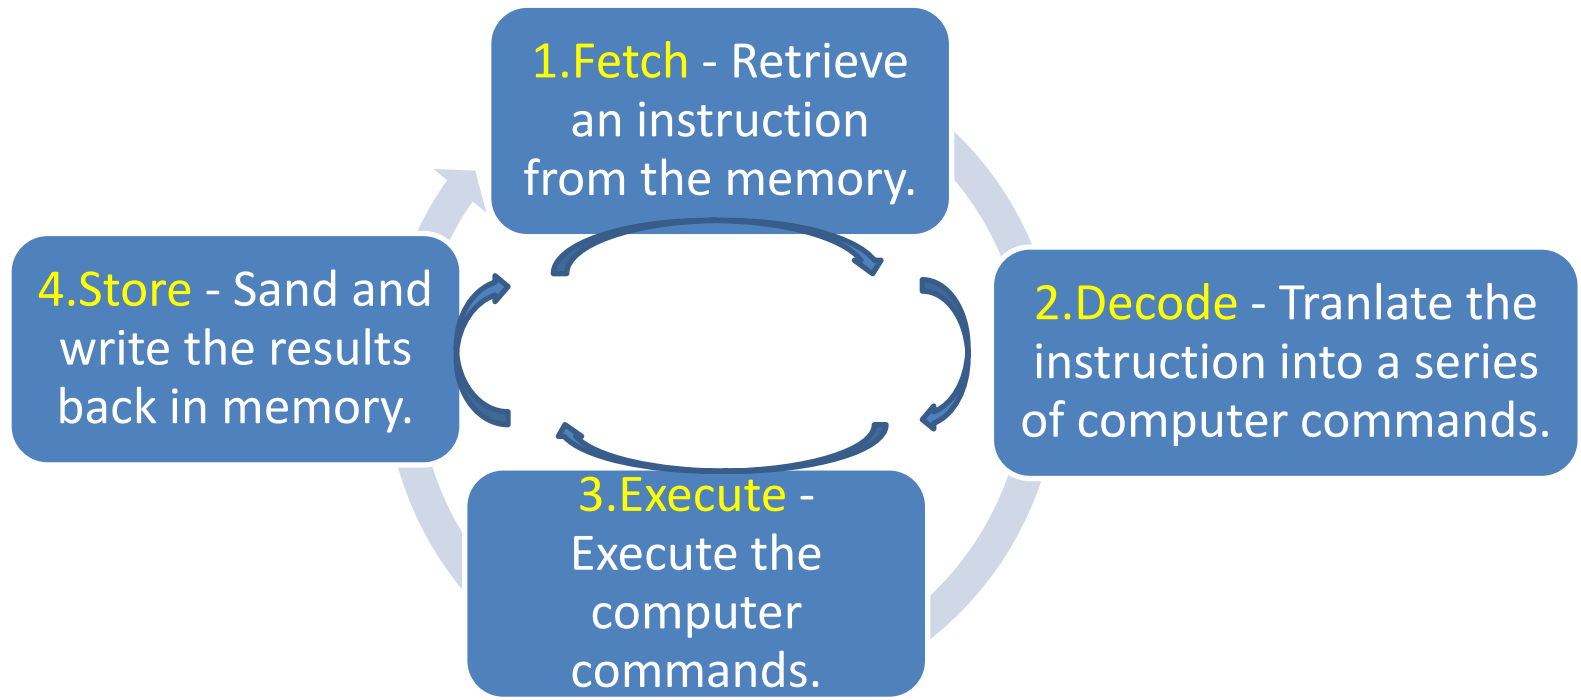 1.Fetch - Retrieve
an instruction
from the memory.
2.Decode - Tranlate the
instruction into a series
of computer commands.
3.Execute -
Execute the
computer
commands.
4.Store - Sand and
write the results
back in memory.